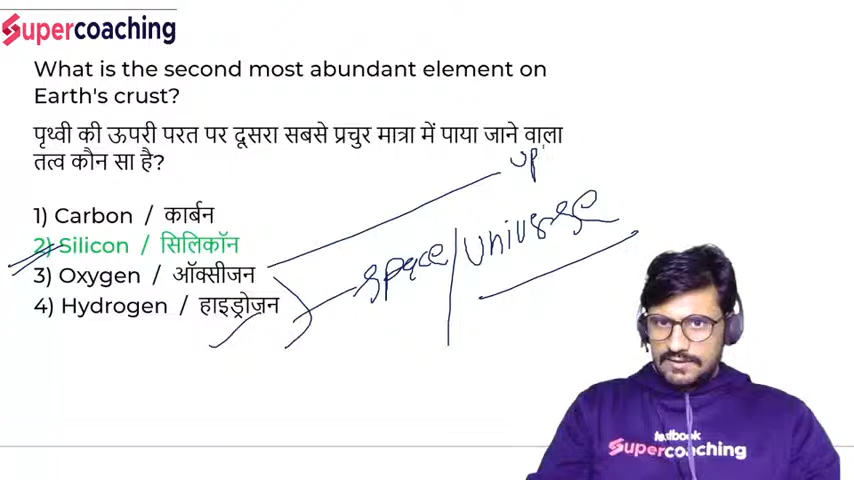 Supercoaching
What is the second most abundant element on
Earth's crust?
पृथ्वी की ऊपरी परत पर दूसरा सबसे प्रचुर मात्रा में पाया जाने वाला
तत्व कौन सा है?
up
1) Carbon / कार्बन
2) Silicon / सिलिकॉन
space/universe
3) Oxygen / ऑक्सीजन
4) Hydrogen / हाइड्रोजन
testbook
Supercoaching